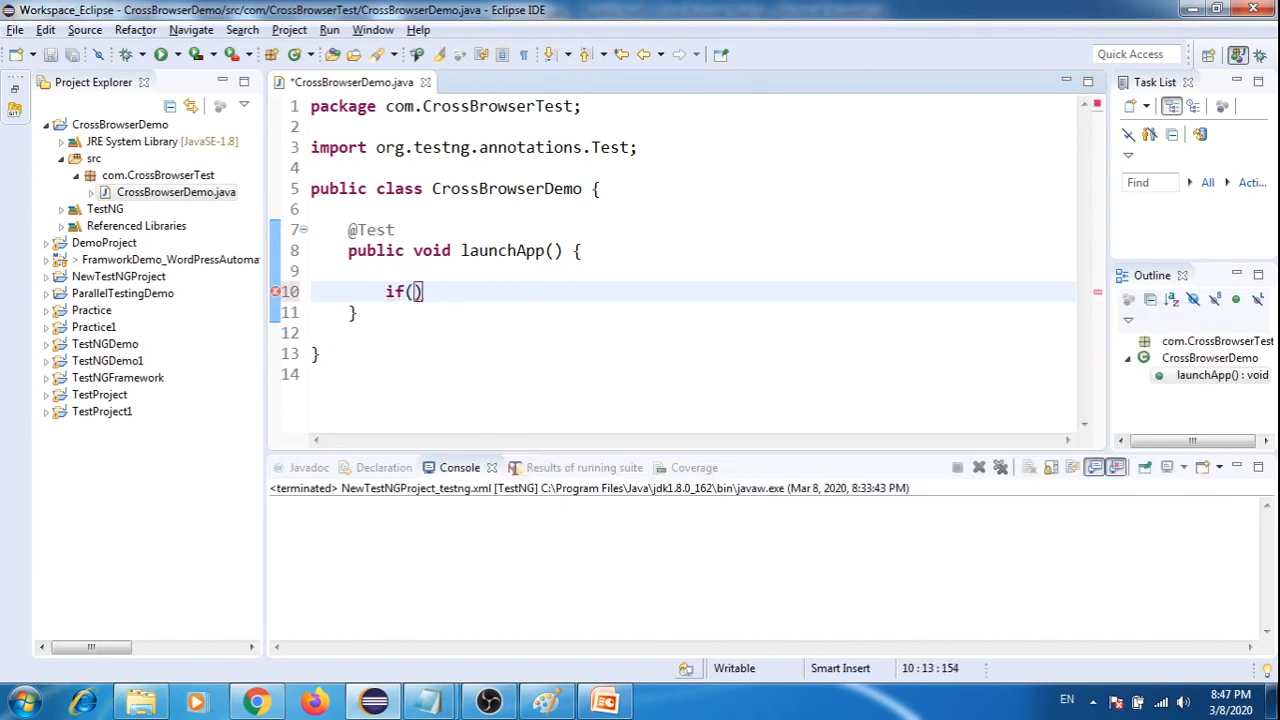 Workspace_Eclipse - CrossBrowserDemo/src/com/CrossBrowserTest/CrossBrowserDemo.java - Eclipse IDE
File Edit Source Refactor Navigate Search Project Run Window Help
Quick Access
Project Explorer
CrossBrowserDemo
JRE System Library [JavaSE-1.8]
src
com.CrossBrowserTest
CrossBrowserDemo.java
TestNG
Referenced Libraries
DemoProject
> FramworkDemo_WordPressAutoma
NewTestNGProject
ParallelTestingDemo
Practice
Practice1
TestNGDemo
TestNGDemo1
TestNGFramework
TestProject
TestProject1
*CrossBrowserDemo.java
1 package com.CrossBrowserTest;
2
3 import org.testng.annotations.Test;
4
5 public class CrossBrowserDemo {
6
7 @Test
8 public void launchApp() {
9
10 if()
11 }
12
13 }
14
Task List
Find All Acti...
Outline
com.CrossBrowserTest
CrossBrowserDemo
launchApp() : void
Javadoc Declaration Console Results of running suite Coverage
<terminated> NewTestNGProject_testng.xml [TestNG] C:\Program Files\Java\jdk1.8.0_162\bin\javaw.exe (Mar 8, 2020, 8:33:43 PM)
Writable Smart Insert 10 : 13 : 154
EN
8:47 PM
3/8/2020